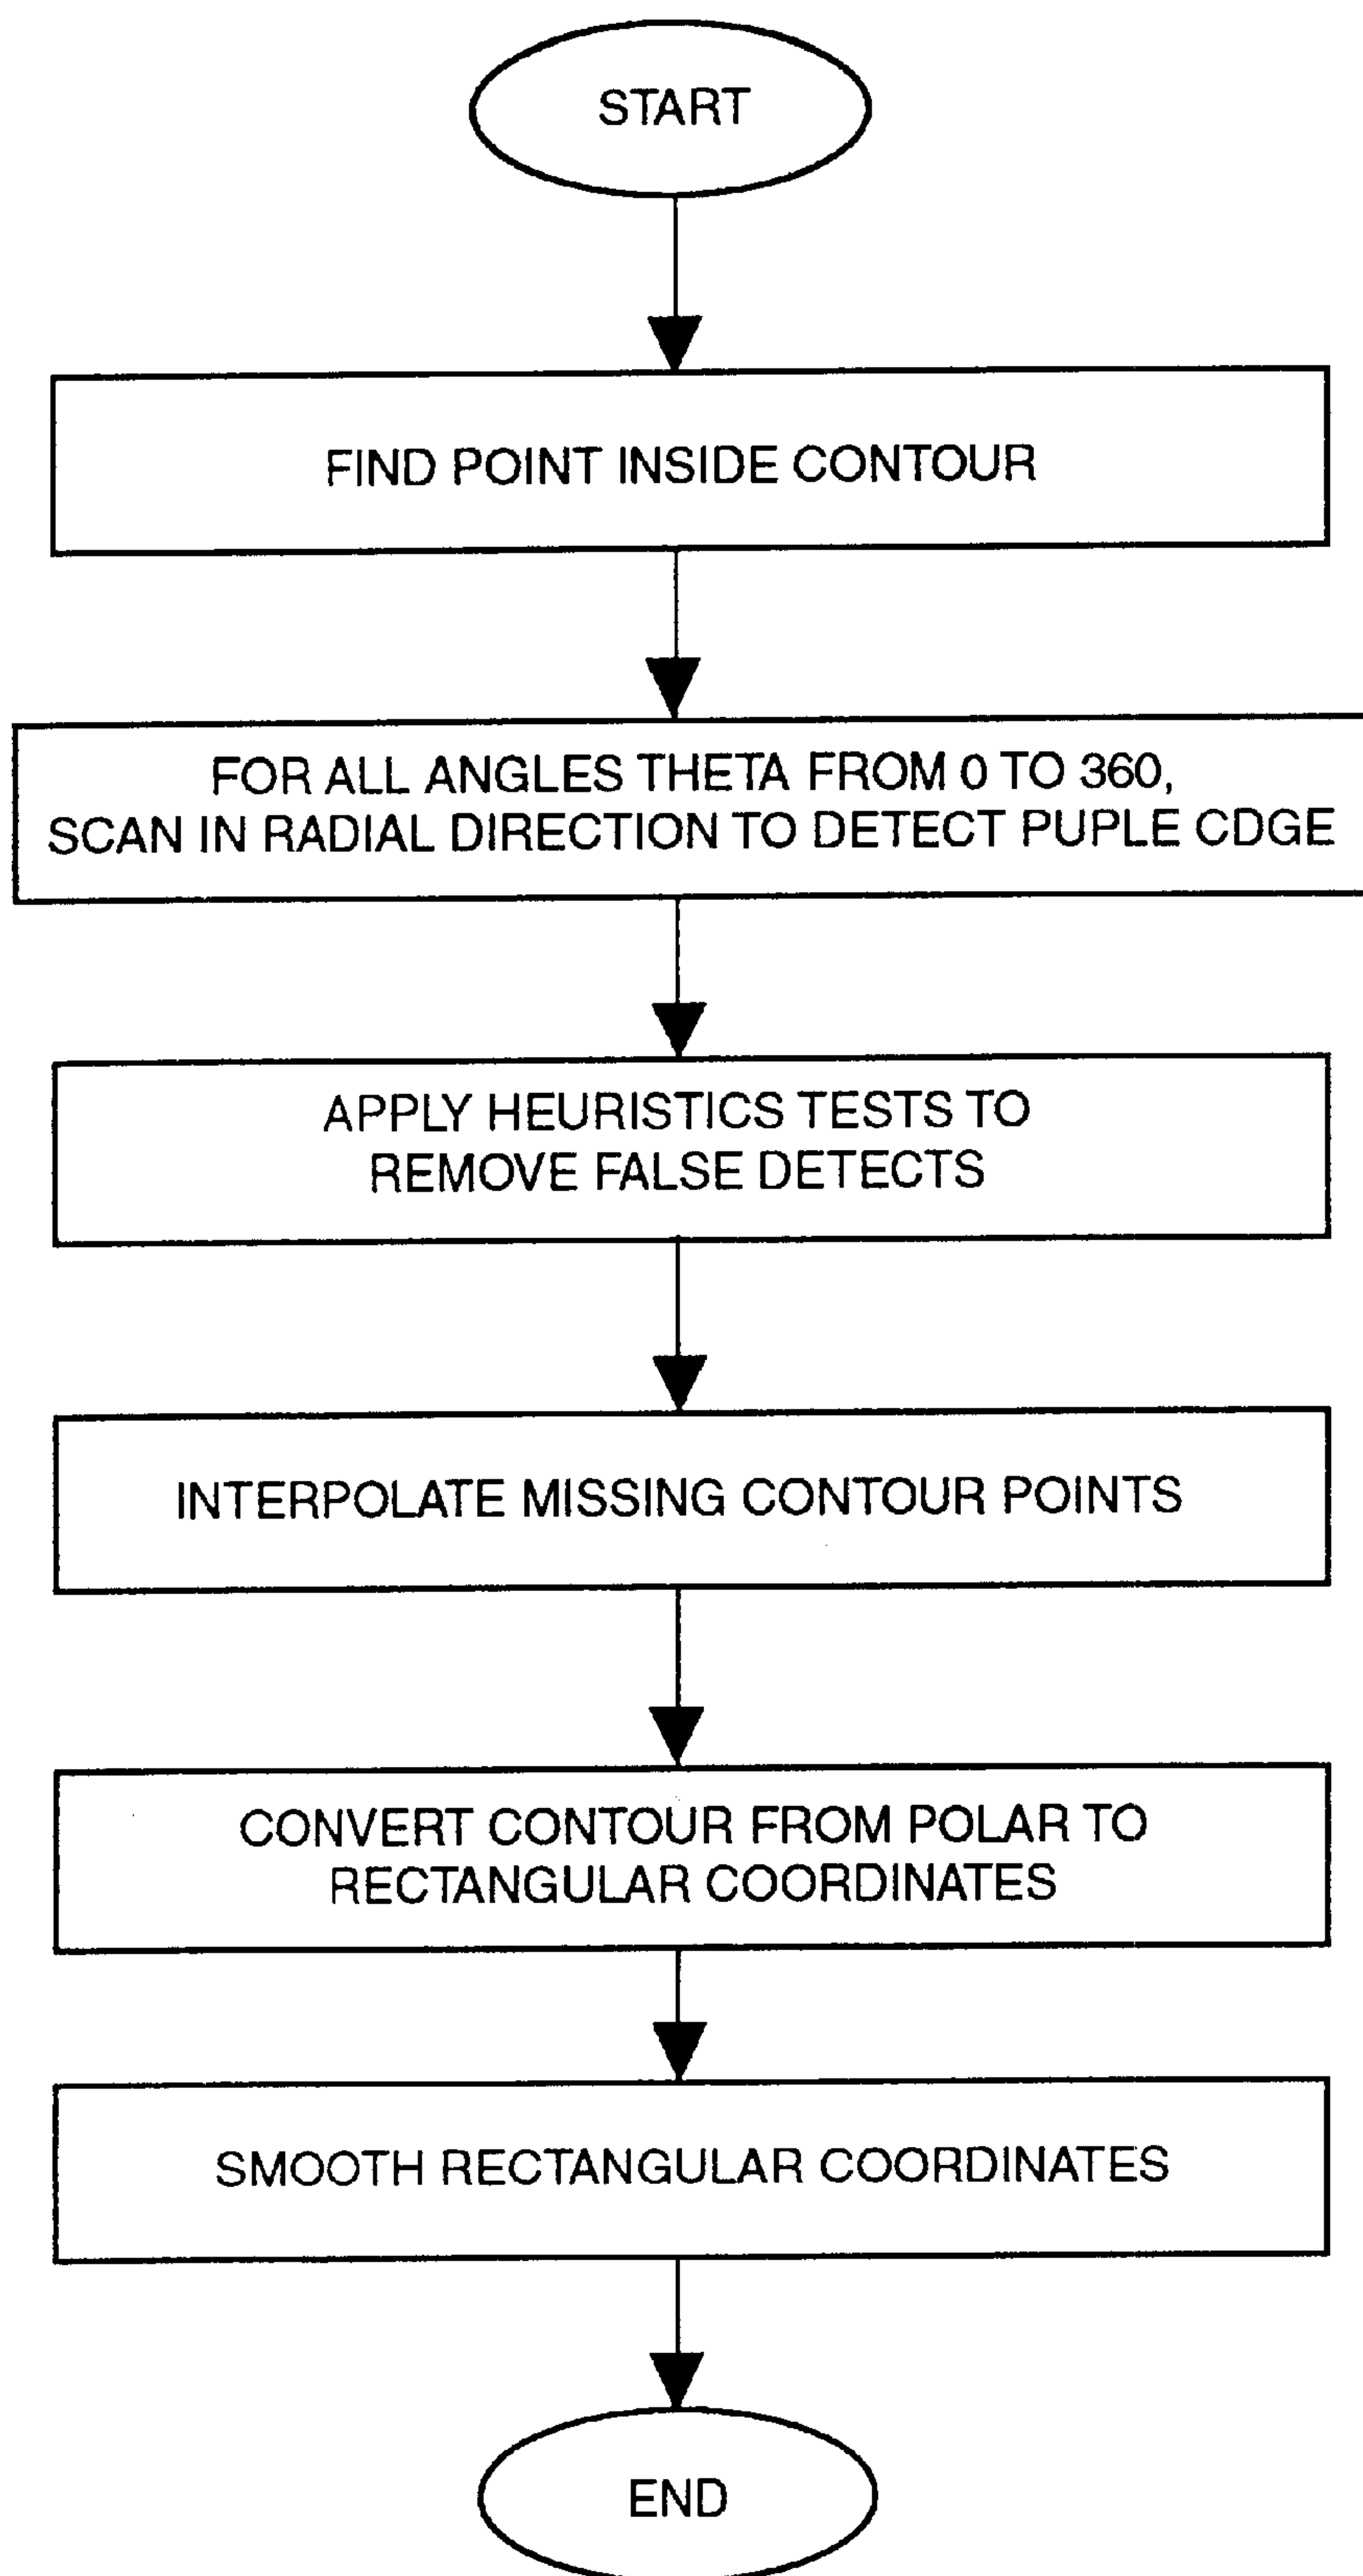 START
FIND POINT INSIDE CONTOUR
FOR ALL ANGLES THETA FROM 0 TO 360,
SCAN IN RADIAL DIRECTION TO DETECT PUPLE CDGE
APPLY HEURISTICS TESTS TO
REMOVE FALSE DETECTS
INTERPOLATE MISSING CONTOUR POINTS
CONVERT CONTOUR FROM POLAR TO
RECTANGULAR COORDINATES
SMOOTH RECTANGULAR COORDINATES
END